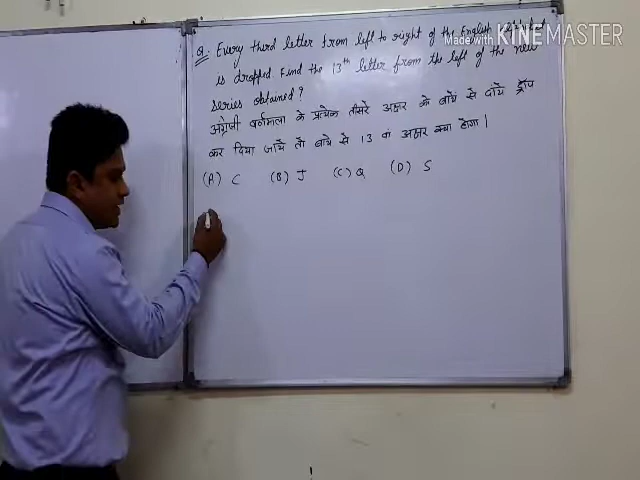 Made with KINEMASTER
Q:- Every third letter from left to right of the English alphabet
is dropped. Find the 13th letter from the left of the new
series obtained?
अंग्रेजी वर्णमाला के प्रत्येक तीसरे अक्षर को बायें से दायें ड्रॉप
कर दिया जाये तो बायें से 13 वां अक्षर क्या होगा।
(A) C (B) J (C) Q (D) S